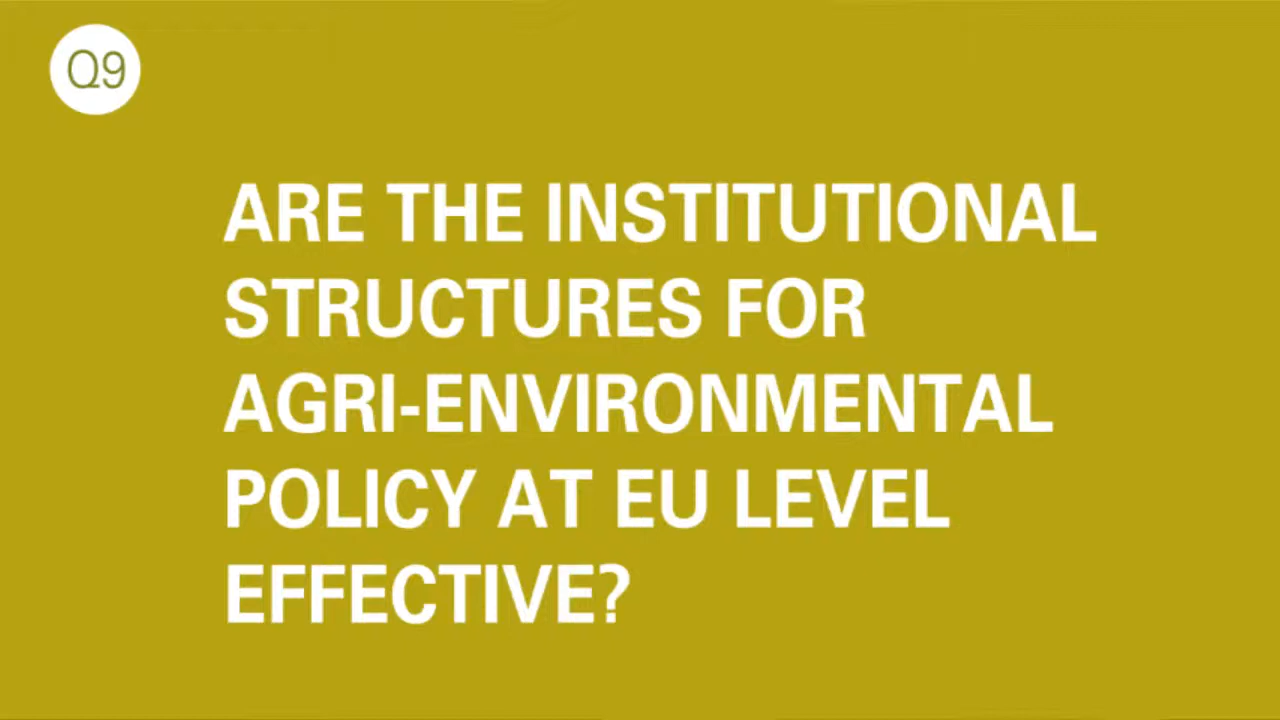 Q9
ARE THE INSTITUTIONAL
STRUCTURES FOR
AGRI-ENVIRONMENTAL
POLICY AT EU LEVEL
EFFECTIVE?